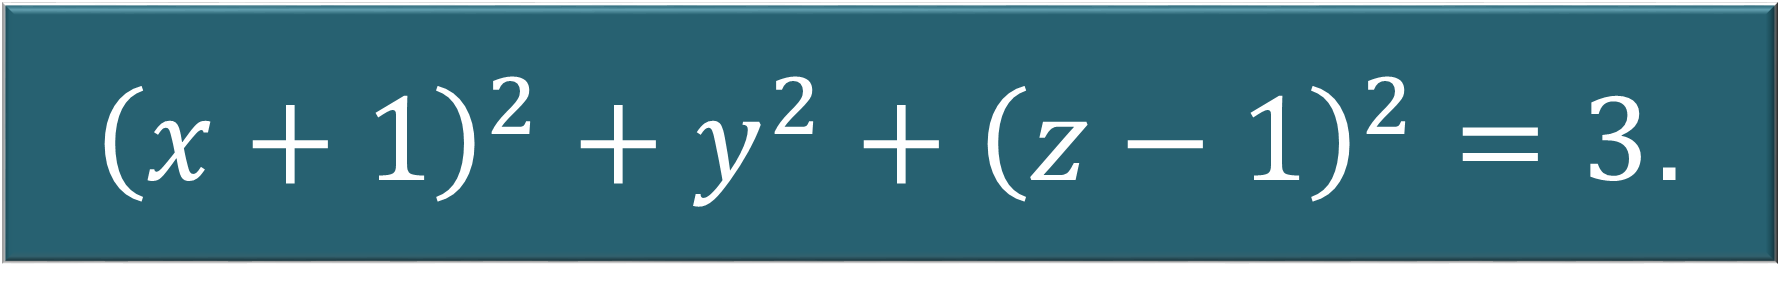 (x + 1)² + y² + (z − 1)² = 3.